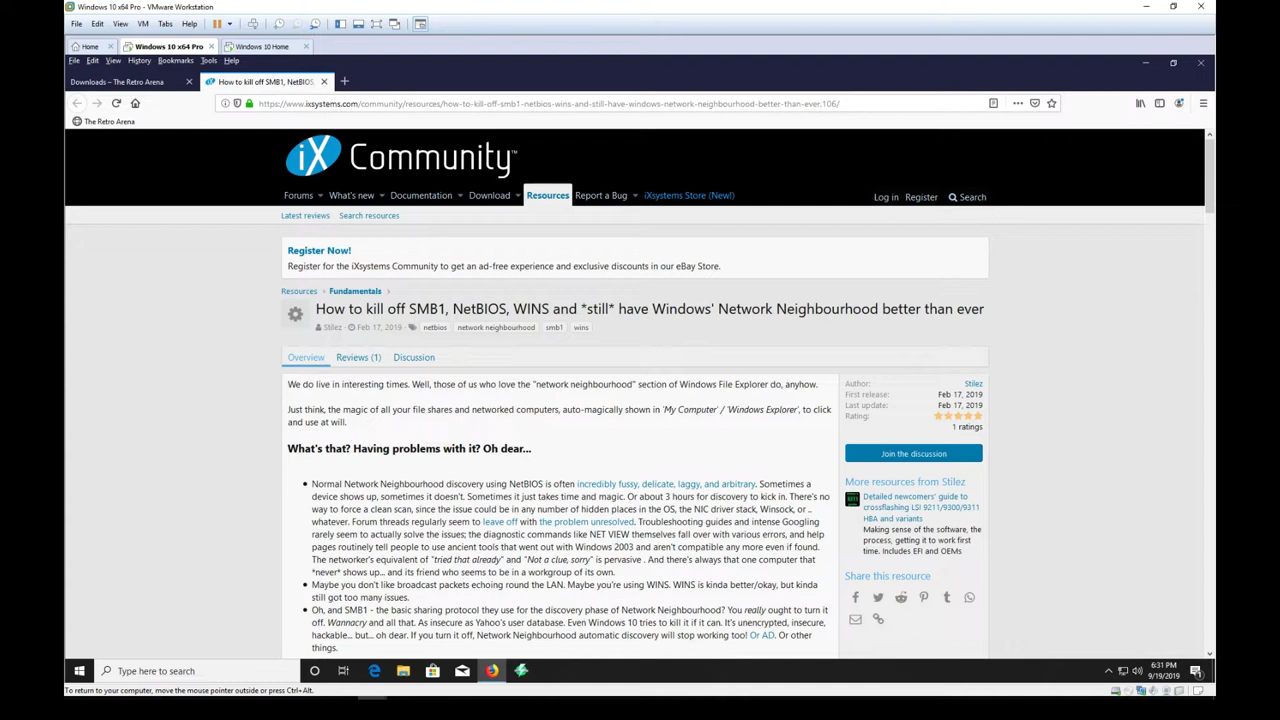 Windows 10 x64 Pro - VMware Workstation
File Edit View VM Tabs Help
Home Windows 10 x64 Pro Windows 10 Home
File Edit View History Bookmarks Tools Help
Downloads – The Retro Arena How to kill off SMB1, NetBIOS,
https://www.ixsystems.com/community/resources/how-to-kill-off-smb1-netbios-wins-and-still-have-windows-network-neighbourhood-better-than-ever.106/
The Retro Arena
iX Community™
Forums What's new Documentation Download Resources Report a Bug iXsystems Store (New!) Log in Register Search
Latest reviews Search resources
Register Now!
Register for the iXsystems Community to get an ad-free experience and exclusive discounts in our eBay Store.
Resources Fundamentals
How to kill off SMB1, NetBIOS, WINS and *still* have Windows' Network Neighbourhood better than ever
Stilez Feb 17, 2019 netbios network neighbourhood smb1 wins
Overview Reviews (1) Discussion
We do live in interesting times. Well, those of us who love the "network neighbourhood" section of Windows File Explorer do, anyhow.
Just think, the magic of all your file shares and networked computers, auto-magically shown in 'My Computer' / 'Windows Explorer', to click
and use at will.
What's that? Having problems with it? Oh dear...
Normal Network Neighbourhood discovery using NetBIOS is often incredibly fussy, delicate, laggy, and arbitrary. Sometimes a
device shows up, sometimes it doesn't. Sometimes it just takes time and magic. Or about 3 hours for discovery to kick in. There's no
way to force a clean scan, since the issue could be in any number of hidden places in the OS, the NIC driver stack, Winsock, or ..
whatever. Forum threads regularly seem to leave off with the problem unresolved. Troubleshooting guides and intense Googling
rarely seem to actually solve the issues; the diagnostic commands like NET VIEW themselves fall over with various errors, and help
pages routinely tell people to use ancient tools that went out with Windows 2003 and aren't compatible any more even if found.
The networker's equivalent of "tried that already" and "Not a clue, sorry" is pervasive . And there's always that one computer that
*never* shows up... and its friend who seems to be in a workgroup of its own.
Maybe you don't like broadcast packets echoing round the LAN. Maybe you're using WINS. WINS is kinda better/okay, but kinda
still got too many issues.
Oh, and SMB1 - the basic sharing protocol they use for the discovery phase of Network Neighbourhood? You really ought to turn it
off. Wannacry and all that. As insecure as Yahoo's user database. Even Windows 10 tries to kill it if it can. It's unencrypted, insecure,
hackable... but... oh dear. If you turn it off, Network Neighbourhood automatic discovery will stop working too! Or AD. Or other
things.
Author: Stilez
First release: Feb 17, 2019
Last update: Feb 17, 2019
Rating:
1 ratings
Join the discussion
More resources from Stilez
Detailed newcomers' guide to
crossflashing LSI 9211/9300/9311
HBA and variants
Making sense of the software, the
process, getting it to work first
time. Includes EFI and OEMs
Share this resource
Type here to search
6:31 PM
9/19/2019
To return to your computer, move the mouse pointer outside or press Ctrl+Alt.